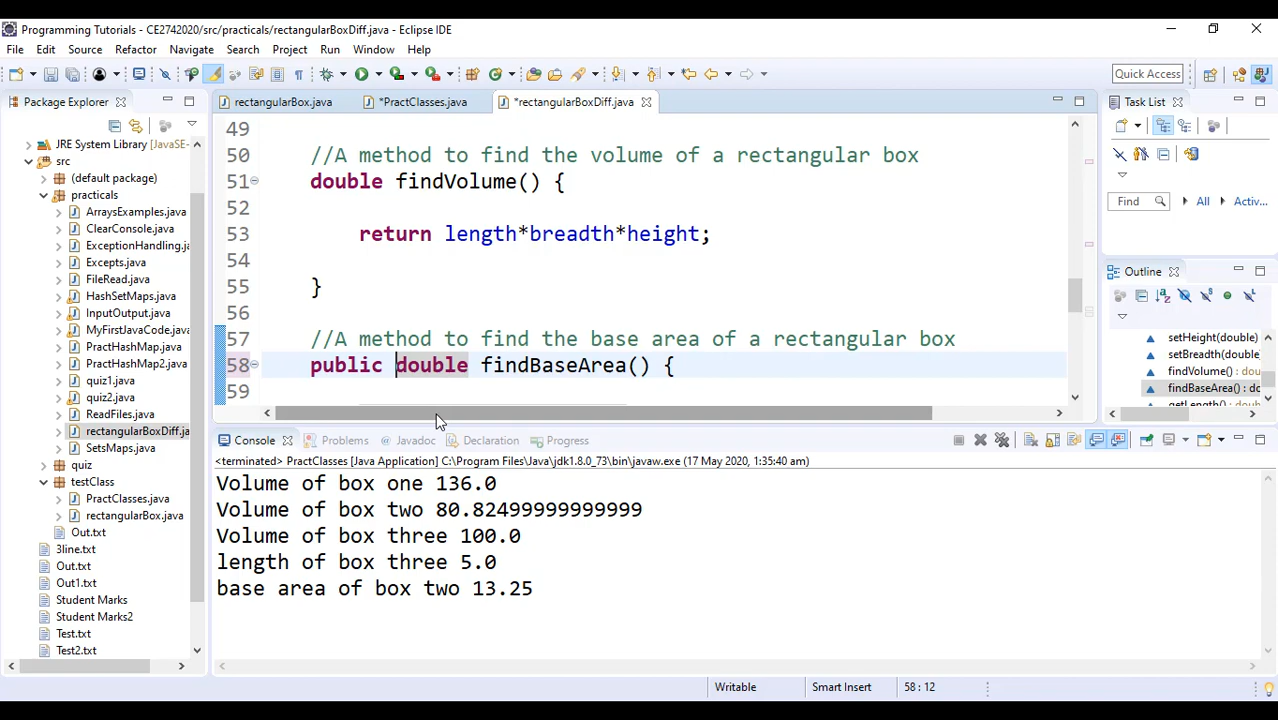 Programming Tutorials - CE2742020/src/practicals/rectangularBoxDiff.java - Eclipse IDE
File Edit Source Refactor Navigate Search Project Run Window Help
Quick Access
Package Explorer
JRE System Library [JavaSE-
src
(default package)
practicals
ArraysExamples.java
ClearConsole.java
ExceptionHandling.ja
Excepts.java
FileRead.java
HashSetMaps.java
InputOutput.java
MyFirstJavaCode.java
PractHashMap.java
PractHashMap2.java
quiz1.java
quiz2.java
ReadFiles.java
rectangularBoxDiff.ja
SetsMaps.java
quiz
testClass
PractClasses.java
rectangularBox.java
Out.txt
3line.txt
Out.txt
Out1.txt
Student Marks
Student Marks2
Test.txt
Test2.txt
rectangularBox.java *PractClasses.java *rectangularBoxDiff.java
49
50 //A method to find the volume of a rectangular box
51 double findVolume() {
52
53 return length*breadth*height;
54
55 }
56
57 //A method to find the base area of a rectangular box
58 public double findBaseArea() {
59
Console Problems Javadoc Declaration Progress
<terminated> PractClasses [Java Application] C:\Program Files\Java\jdk1.8.0_73\bin\javaw.exe (17 May 2020, 1:35:40 am)
Volume of box one 136.0
Volume of box two 80.82499999999999
Volume of box three 100.0
length of box three 5.0
base area of box two 13.25
Task List
Find All Activ...
Outline
setHeight(double)
setBreadth(double)
findVolume() : dou
findBaseArea() : do
getLength() : doub
Writable Smart Insert 58 : 12